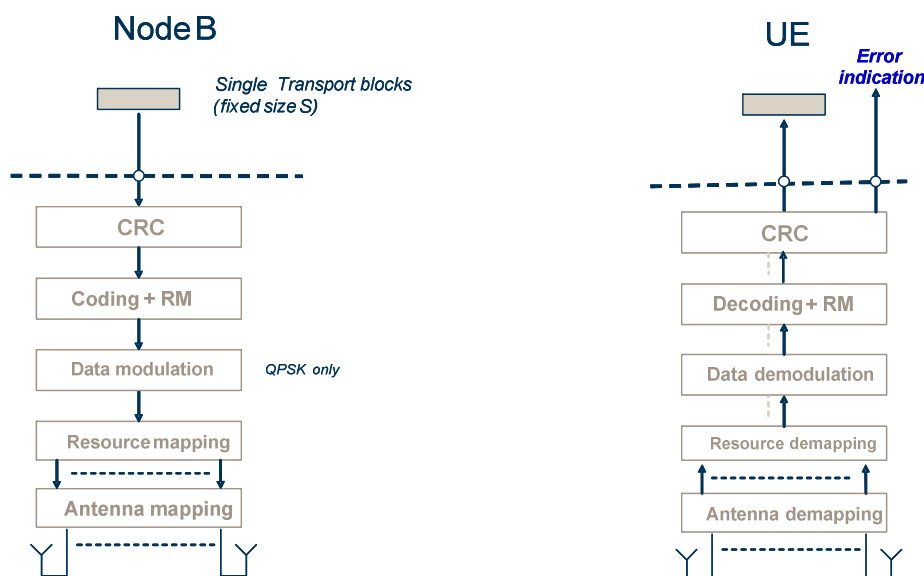 Node B
Single Transport blocks
(fixed size S)
CRC
Coding + RM
Data modulation
QPSK only
Resource mapping
Antenna mapping
UE
Error
indication
CRC
Decoding + RM
Data demodulation
Resource demapping
Antenna demapping